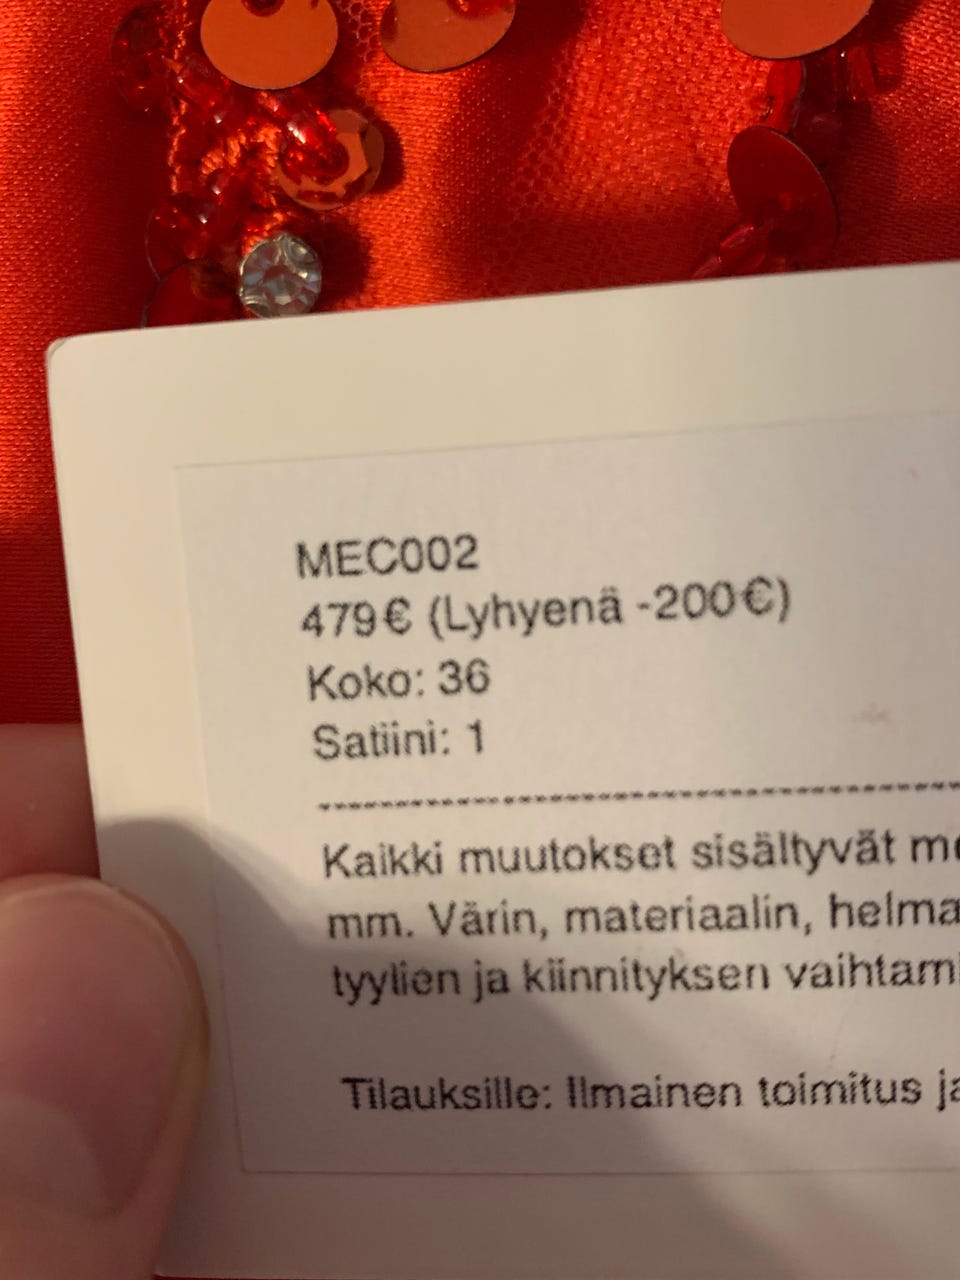 MEC002
479€ (Lyhyenä -200€)
Koko: 36
Satiini: 1
Kaikki muutokset sisältyvät
mm. Värin, materiaalin,
tyylien ja kiinnityksen
Tilauksille: Ilmainen toimitus